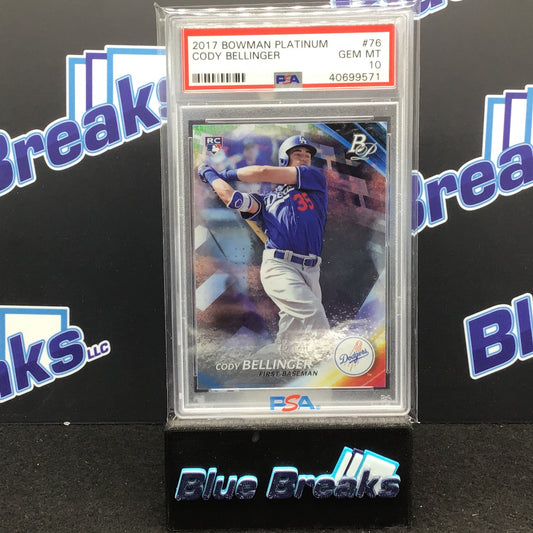 2017 BOWMAN PLATINUM #76
CODY BELLINGER GEM MT
10
PSA 40699571
Breaks
Breaks
RC
BP
35
Blue
Breaks LLC
Blue
CODY BELLINGER
FIRST BASEMAN
Dodgers
PSA
Blue Breaks